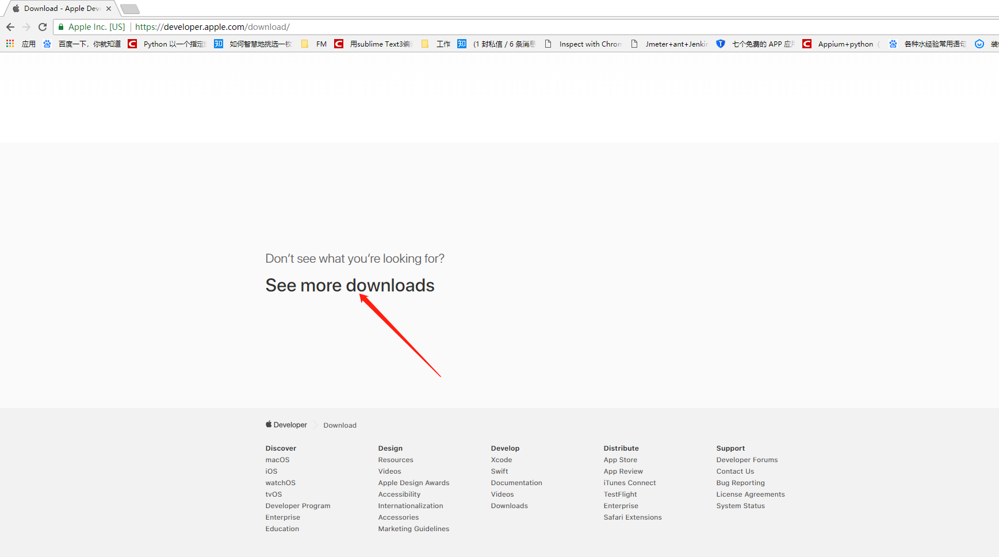 Download - Apple Dev
Apple Inc. [US] https://developer.apple.com/download/
应用 百度一下，你就知道 Python 以一个指定 如何智慧地挑选一枚 FM 用sublime Text3编 工作 (1 封私信 / 6 条消息 Inspect with Chrom Jmeter+ant+Jenkin 七个免费的 APP 应 Appium+python ( 各种水经验常用语句 装
Don't see what you're looking for?
See more downloads
Developer Download
Discover Design Develop Distribute Support
macOS Resources Xcode App Store Developer Forums
iOS Videos Swift App Review Contact Us
watchOS Apple Design Awards Documentation iTunes Connect Bug Reporting
tvOS Accessibility Videos TestFlight License Agreements
Developer Program Internationalization Downloads Enterprise System Status
Enterprise Accessories Safari Extensions
Education Marketing Guidelines